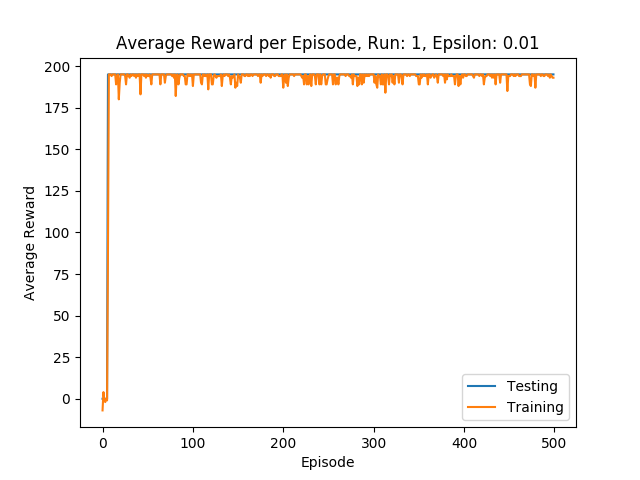 Average Reward per Episode, Run: 1, Epsilon: 0.01
200
175
150
125
100
75
50
25
0
Average Reward
0 100 200 300 400 500
Episode
Testing
Training